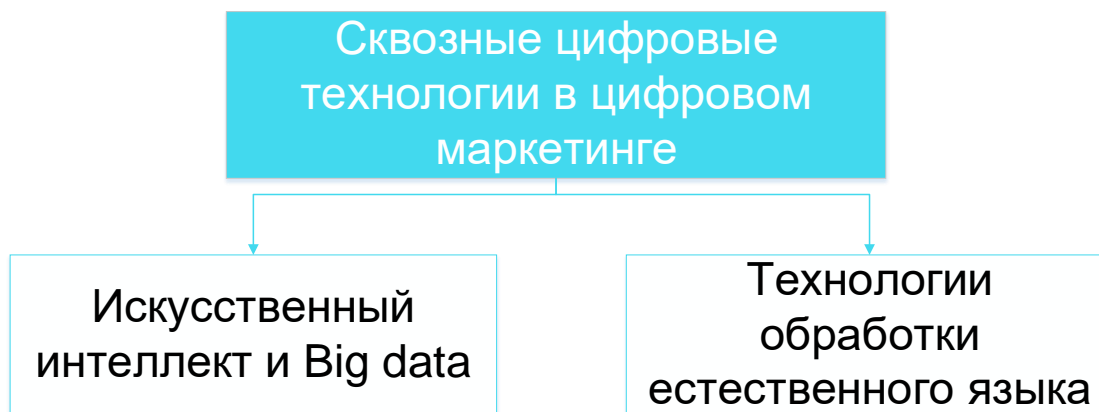 Сквозные цифровые
технологии в цифровом
маркетинге
Искусственный
интеллект и Big data
Технологии
обработки
естественного языка